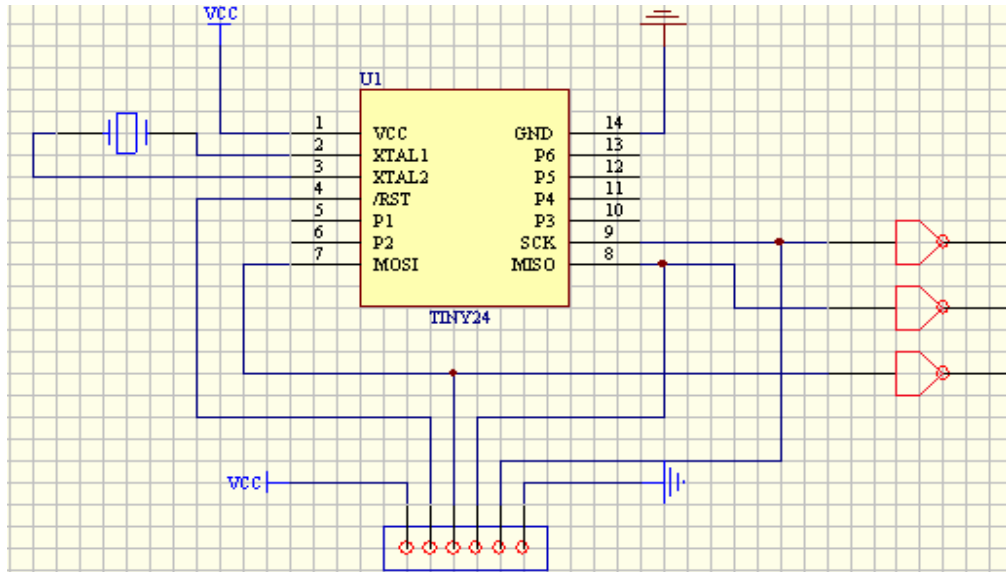 VCC
U1
1 VCC GND 14
2 XTAL1 P6 13
3 XTAL2 P5 12
4 /RST P4 11
5 P1 P3 10
6 P2 SCK 9
7 MOSI MISO 8
TINY24
VCC